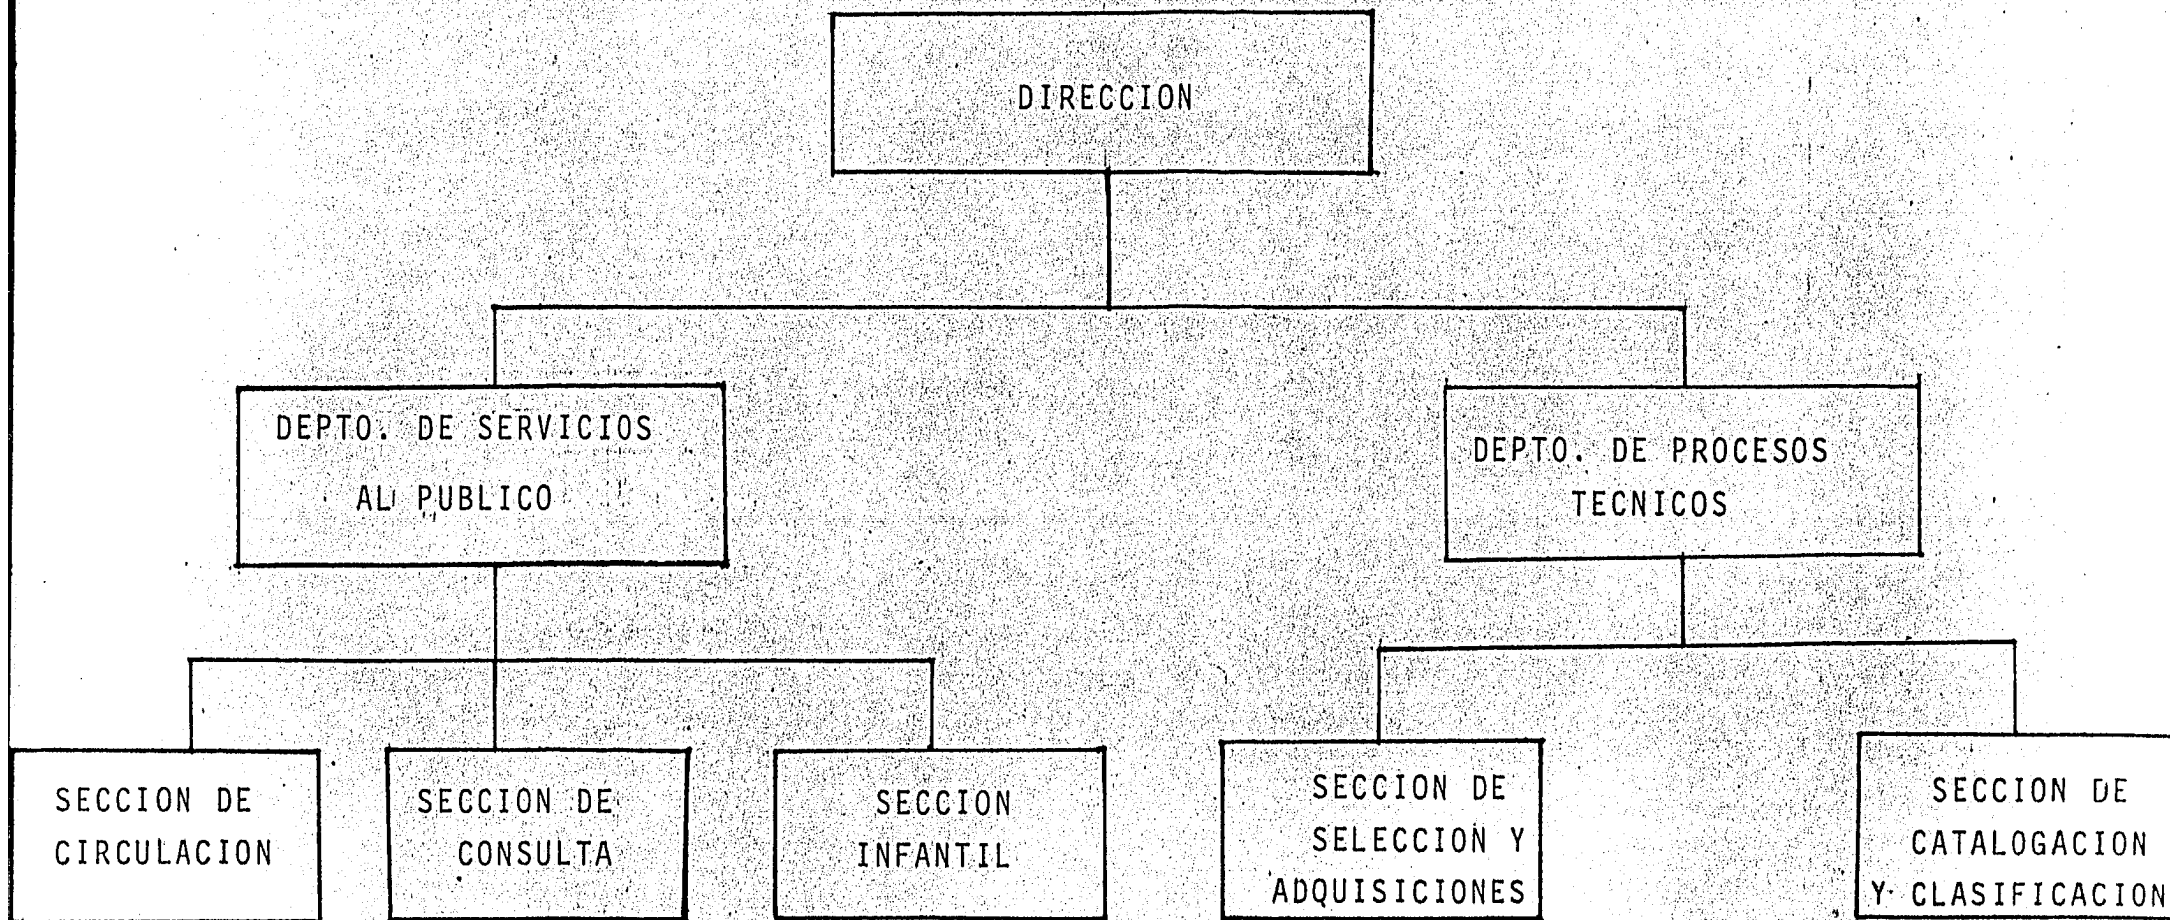 DIRECCION
DEPTO. DE SERVICIOS
AL PUBLICO
DEPTO. DE PROCESOS
TECNICOS
SECCION DE
CIRCULACION
SECCION DE
CONSULTA
SECCION
INFANTIL
SECCION DE
SELECCION Y
ADQUISICIONES
SECCION DE
CATALOGACION
Y CLASIFICACION